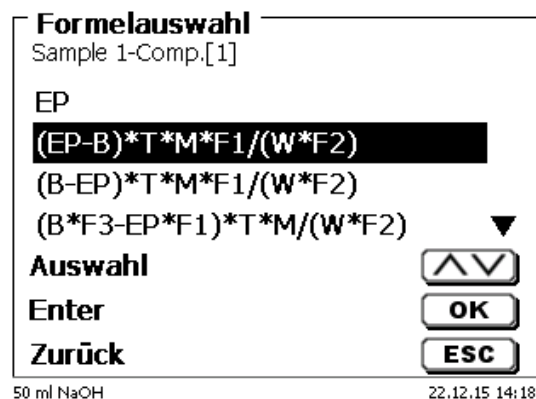 Formelauswahl
Sample 1-Comp.[1]
EP
(EP-B)*T*M*F1/(W*F2)
(B-EP)*T*M*F1/(W*F2)
(B*F3-EP*F1)*T*M/(W*F2)
Auswahl
Enter OK
Zurück ESC
50 ml NaOH 22.12.15 14:18